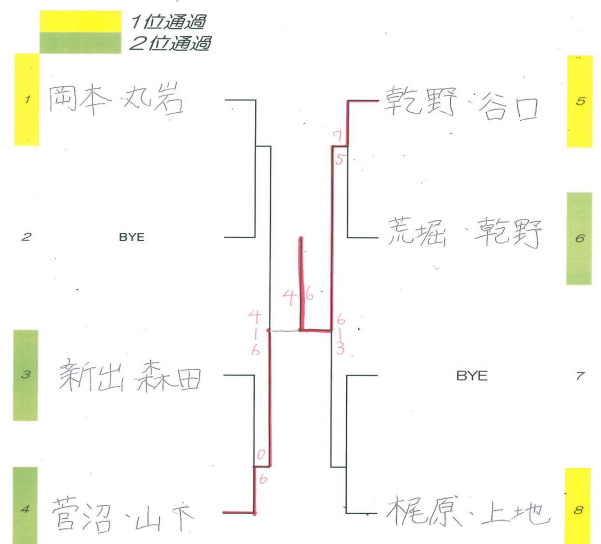 1位通過
2位通過
1 岡本・丸岩
乾野・谷口 5
7
5
2 BYE
荒堀・乾野 6
4 6
4
1
6
6
1
3
3 新出・森田
BYE 7
0
6
4 菅沼・山下
梶原・上地 8